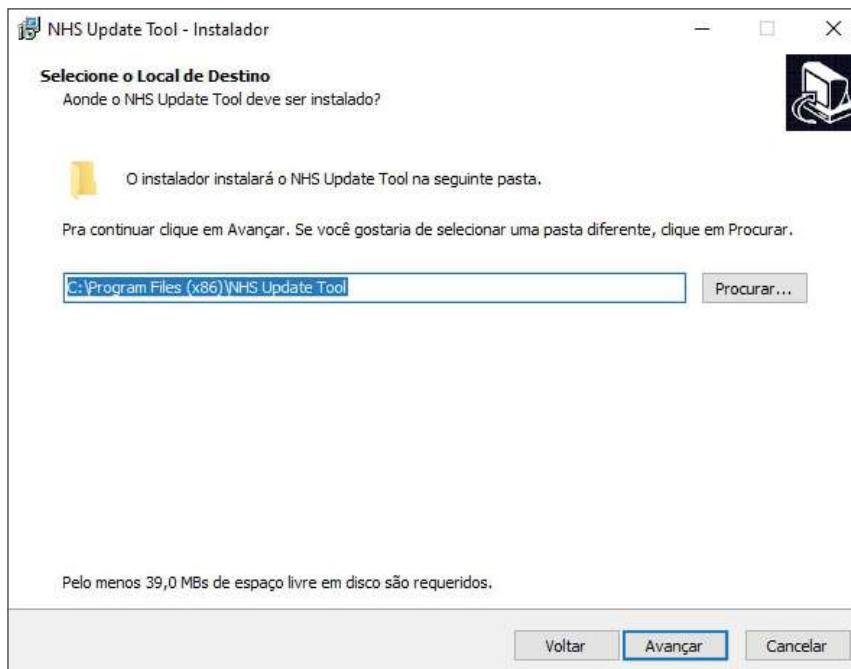 NHS Update Tool - Instalador
Selecione o Local de Destino
Aonde o NHS Update Tool deve ser instalado?
O instalador instalará o NHS Update Tool na seguinte pasta.
Pra continuar clique em Avançar. Se você gostaria de selecionar uma pasta diferente, clique em Procurar.
C:\Program Files (x86)\NHS Update Tool
Procurar...
Pelo menos 39,0 MBs de espaço livre em disco são requeridos.
Voltar
Avançar
Cancelar